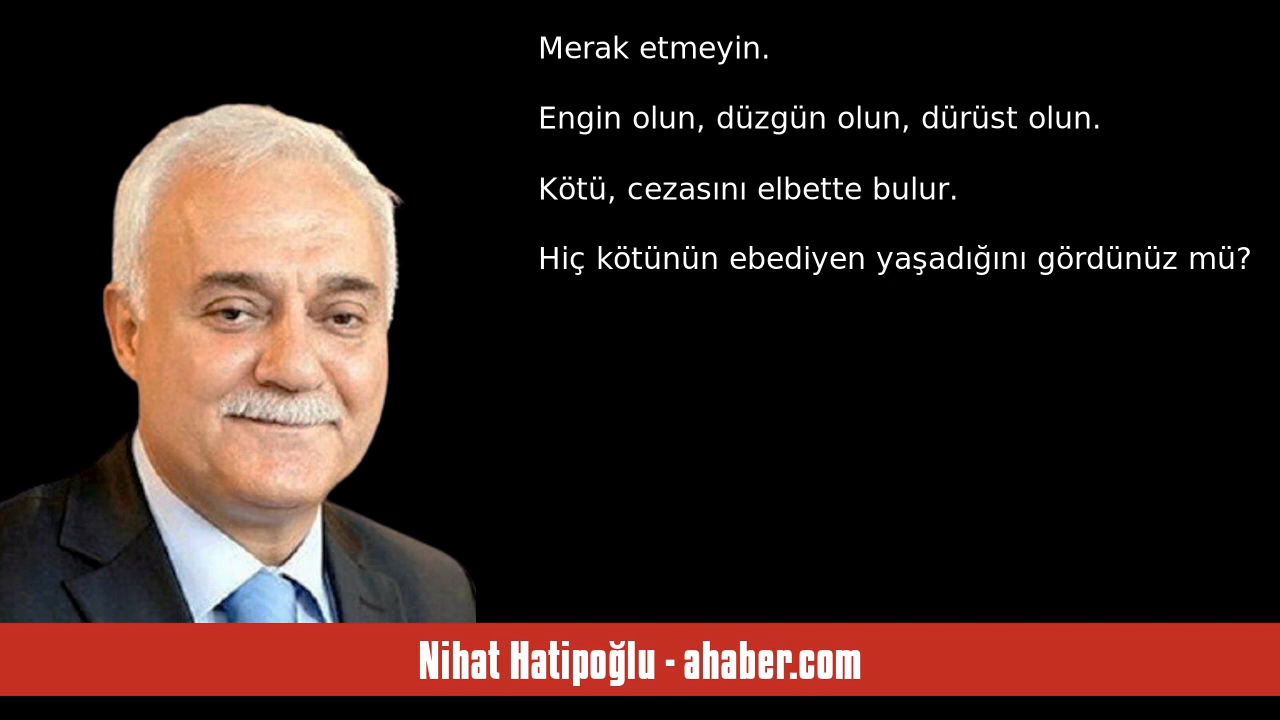 Merak etmeyin.
Engin olun, düzgün olun, dürüst olun.
Kötü, cezasını elbette bulur.
Hiç kötünün ebediyen yaşadığını gördünüz mü?
Nihat Hatipoğlu - ahaber.com